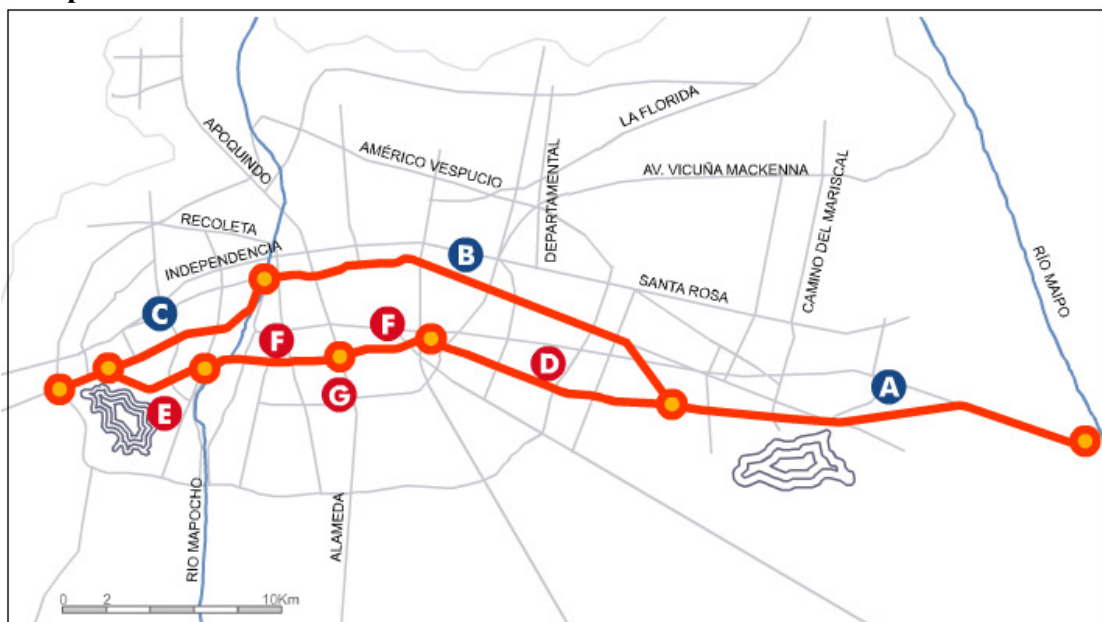 LA FLORIDA
APOQUINDO
AMÉRICO VESPUCIO
DEPARTAMENTAL
AV. VICUÑA MACKENNA
CAMINO DEL MARISCAL
RECOLETA
INDEPENDENCIA
B
SANTA ROSA
RÍO MAIPO
C
F
F
D
A
G
E
RIO MAPOCHO
ALAMEDA
0 2 10Km